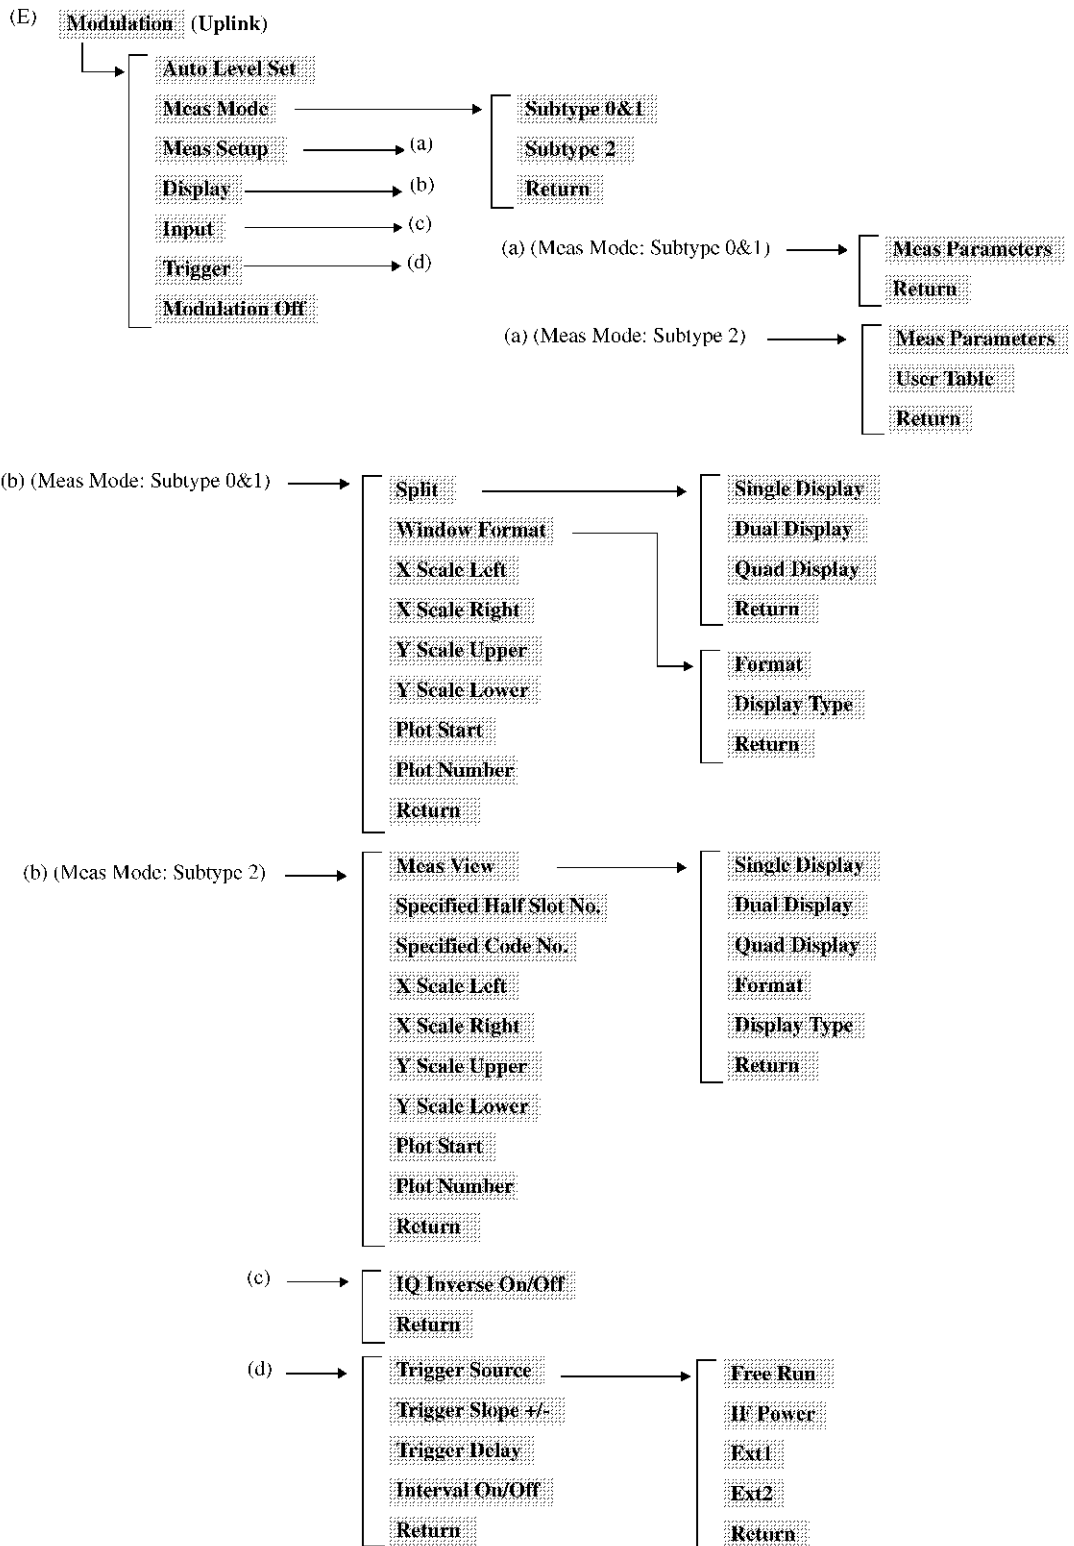 (E) Modulation (Uplink)
Auto Level Set
Meas Mode
Meas Setup (a)
Display (b)
Input (c)
Trigger (d)
Modulation Off
Subtype 0&1
Subtype 2
Return
(a) (Meas Mode: Subtype 0&1)
Meas Parameters
Return
(a) (Meas Mode: Subtype 2)
Meas Parameters
User Table
Return
(b) (Meas Mode: Subtype 0&1)
Split
Window Format
X Scale Left
X Scale Right
Y Scale Upper
Y Scale Lower
Plot Start
Plot Number
Return
Single Display
Dual Display
Quad Display
Return
Format
Display Type
Return
(b) (Meas Mode: Subtype 2)
Meas View
Specified Half Slot No.
Specified Code No.
X Scale Left
X Scale Right
Y Scale Upper
Y Scale Lower
Plot Start
Plot Number
Return
Single Display
Dual Display
Quad Display
Format
Display Type
Return
(c)
IQ Inverse On/Off
Return
(d)
Trigger Source
Trigger Slope +/-
Trigger Delay
Interval On/Off
Return
Free Run
IF Power
Ext1
Ext2
Return